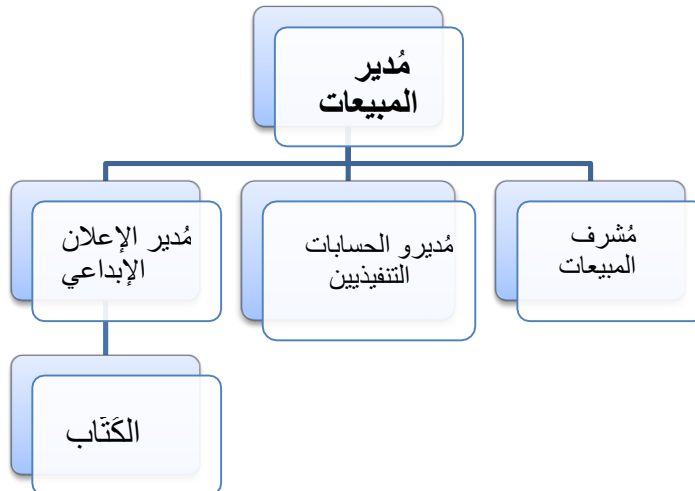 مُدير
المبيعات
مُشرف
المبيعات
مُديرو الحسابات
التنفيذيين
مُدير الإعلان
الإبداعي
الكَتَاب